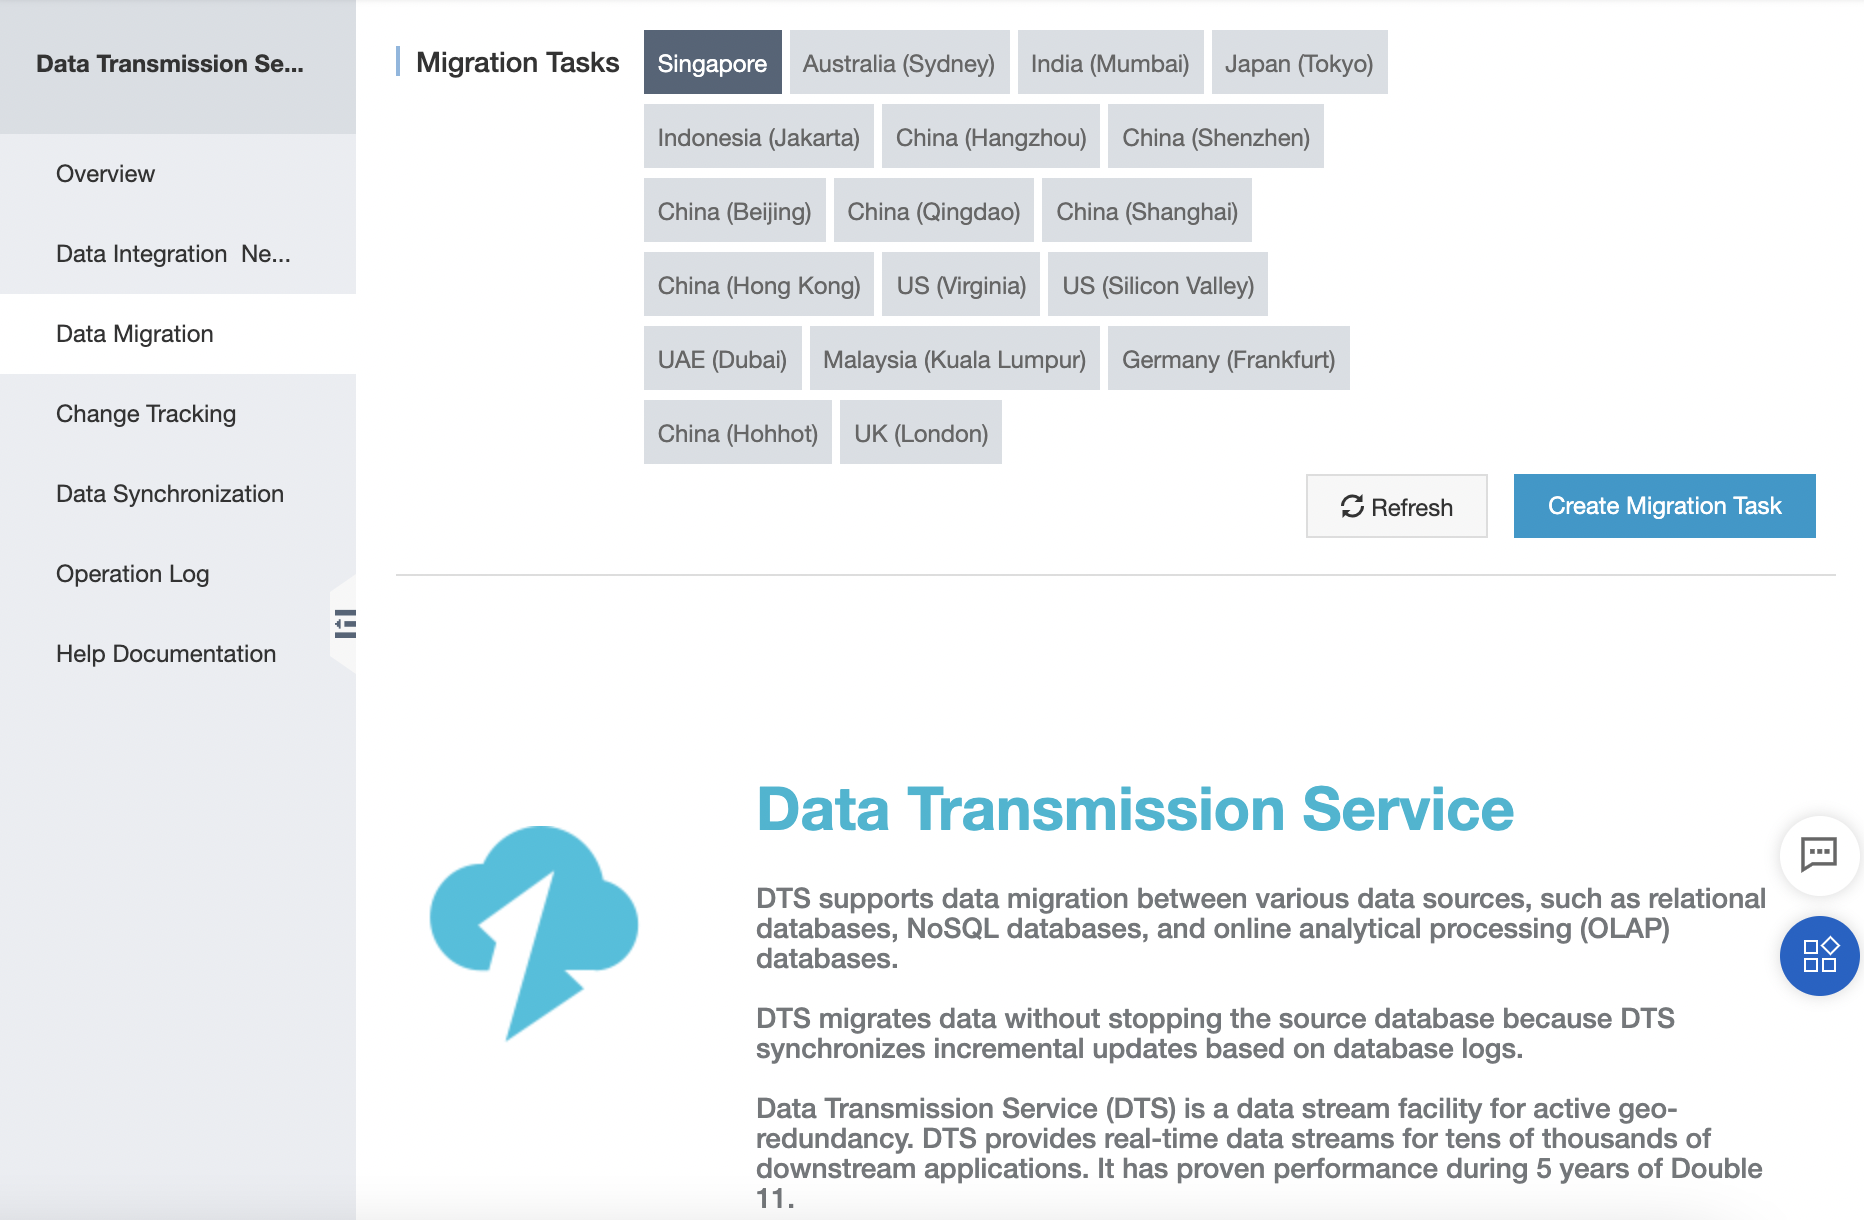 Data Transmission Se...
Overview
Data Integration Ne...
Data Migration
Change Tracking
Data Synchronization
Operation Log
Help Documentation
Migration Tasks
Singapore Australia (Sydney) India (Mumbai) Japan (Tokyo)
Indonesia (Jakarta) China (Hangzhou) China (Shenzhen)
China (Beijing) China (Qingdao) China (Shanghai)
China (Hong Kong) US (Virginia) US (Silicon Valley)
UAE (Dubai) Malaysia (Kuala Lumpur) Germany (Frankfurt)
China (Hohhot) UK (London)
Refresh Create Migration Task
Data Transmission Service
DTS supports data migration between various data sources, such as relational
databases, NoSQL databases, and online analytical processing (OLAP)
databases.
DTS migrates data without stopping the source database because DTS
synchronizes incremental updates based on database logs.
Data Transmission Service (DTS) is a data stream facility for active geo-
redundancy. DTS provides real-time data streams for tens of thousands of
downstream applications. It has proven performance during 5 years of Double
11.